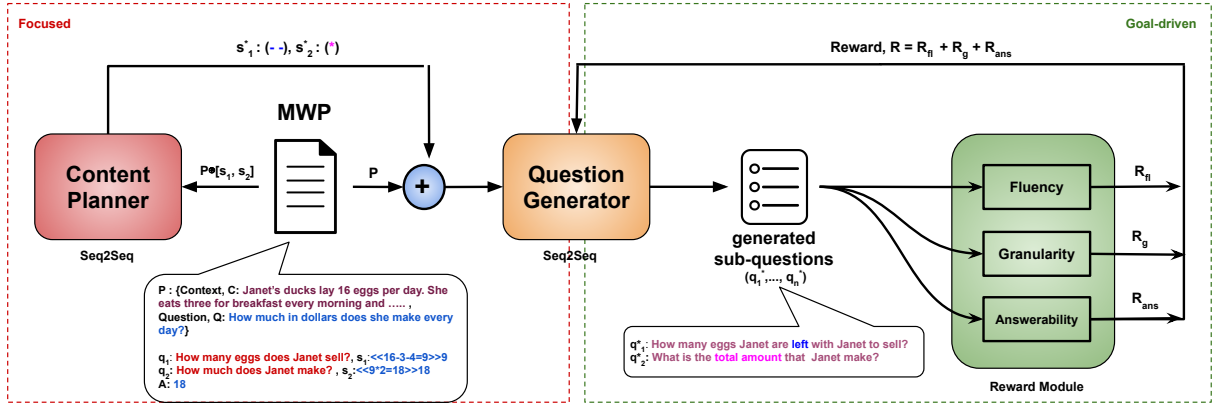 Focused
Goal-driven
s*1 : (- -), s*2 : (*)
Reward, R = Rfl + Rg + Rans
MWP
Content
Planner
Seq2Seq
P⊕[s1, s2]
P
+
Question
Generator
Seq2Seq
generated
sub-questions
(q1*,..., qn*)
Fluency
Granularity
Answerability
Rfl
Rg
Rans
Reward Module
P : {Context, C: Janet's ducks lay 16 eggs per day. She
eats three for breakfast every morning and ….. ,
Question, Q: How much in dollars does she make every
day?}
q1: How many eggs does Janet sell?, s1:<<16-3-4=9>>9
q2: How much does Janet make? , s2:<<9*2=18>>18
A: 18
q*1: How many eggs Janet are left with Janet to sell?
q*2: What is the total amount that Janet make?